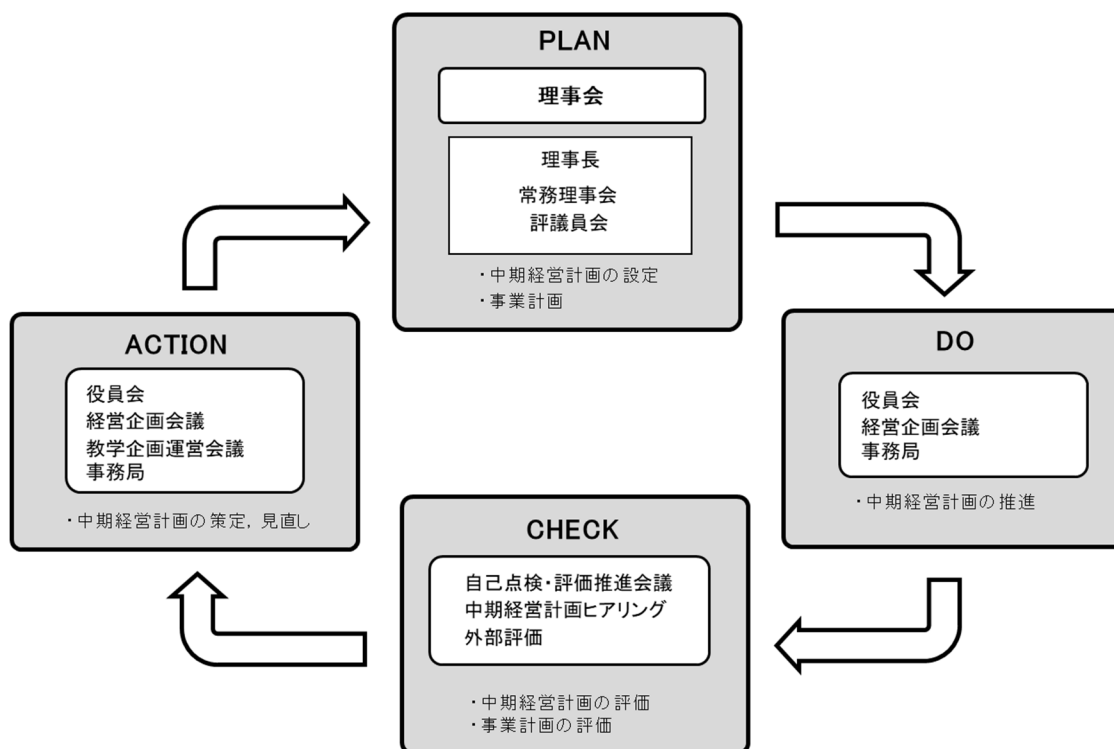 PLAN
理事会
理事長
常務理事会
評議員会
・中期経営計画の設定
・事業計画
ACTION
役員会
経営企画会議
教学企画運営会議
事務局
・中期経営計画の策定, 見直し
DO
役員会
経営企画会議
事務局
・中期経営計画の推進
CHECK
自己点検・評価推進会議
中期経営計画ヒアリング
外部評価
・中期経営計画の評価
・事業計画の評価